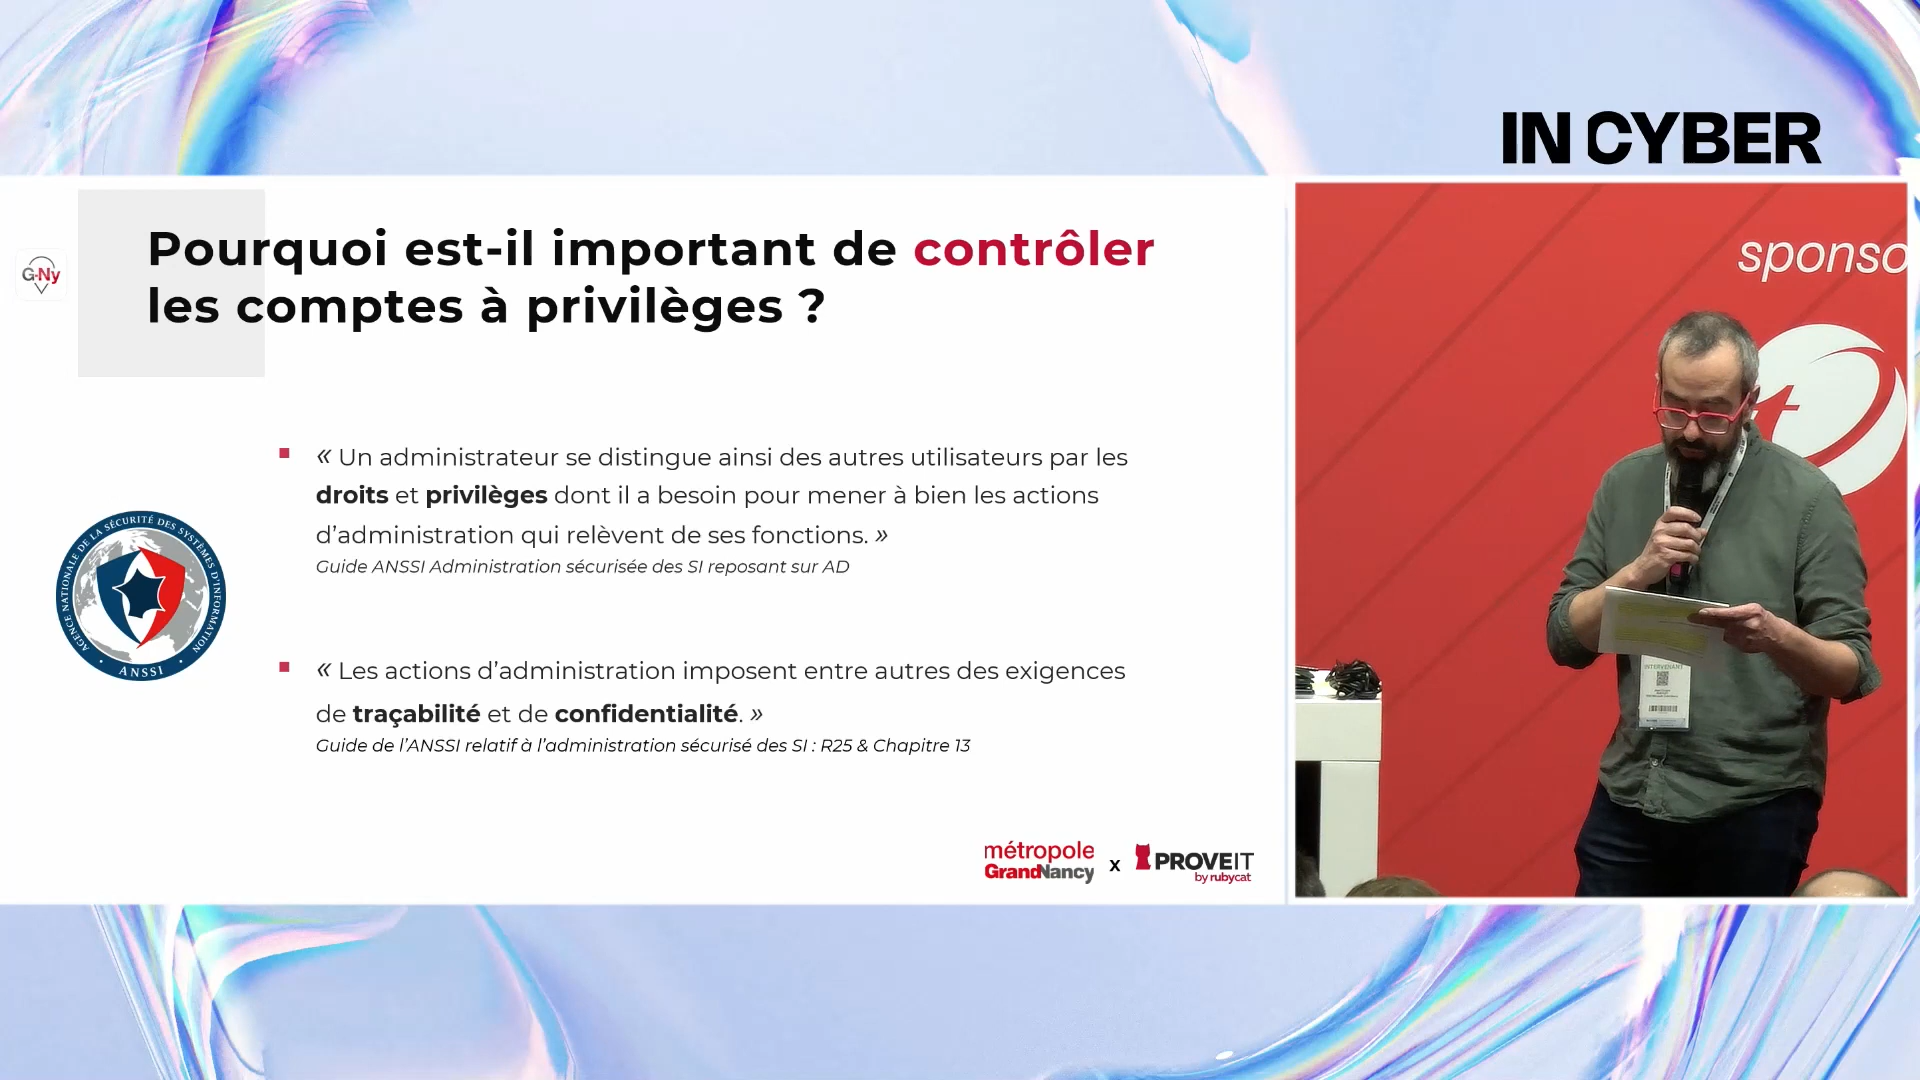 IN CYBER
sponso
G-Ny
Pourquoi est-il important de contrôler
les comptes à privilèges ?
« Un administrateur se distingue ainsi des autres utilisateurs par les
droits et privilèges dont il a besoin pour mener à bien les actions
d’administration qui relèvent de ses fonctions. »
Guide ANSSI Administration sécurisée des SI reposant sur AD
AGENCE NATIONALE DE LA SÉCURITÉ DES SYSTÈMES D'INFORMATION
ANSSI
« Les actions d’administration imposent entre autres des exigences
de traçabilité et de confidentialité. »
Guide de l’ANSSI relatif à l’administration sécurisé des SI : R25 & Chapitre 13
INTERVENANT
métropole
GrandNancy
x
PROVEIT
by rubycat